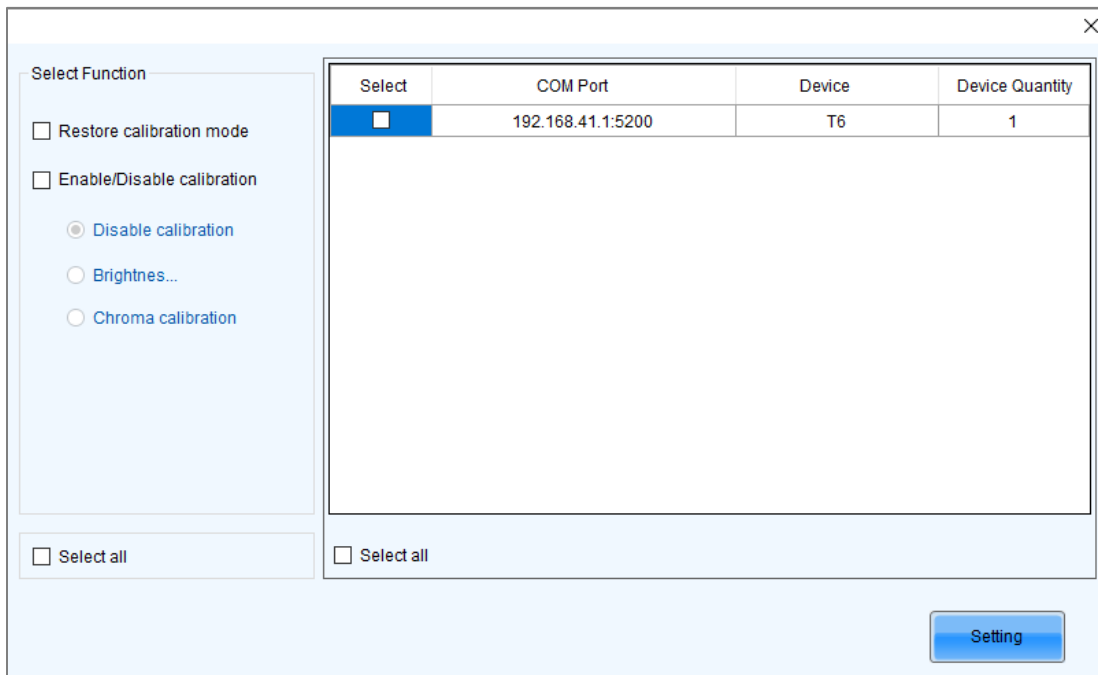 Select Function
Restore calibration mode
Enable/Disable calibration
Disable calibration
Brightnes...
Chroma calibration
Select all
Select COM Port Device Device Quantity
192.168.41.1:5200 T6 1
Select all
Setting